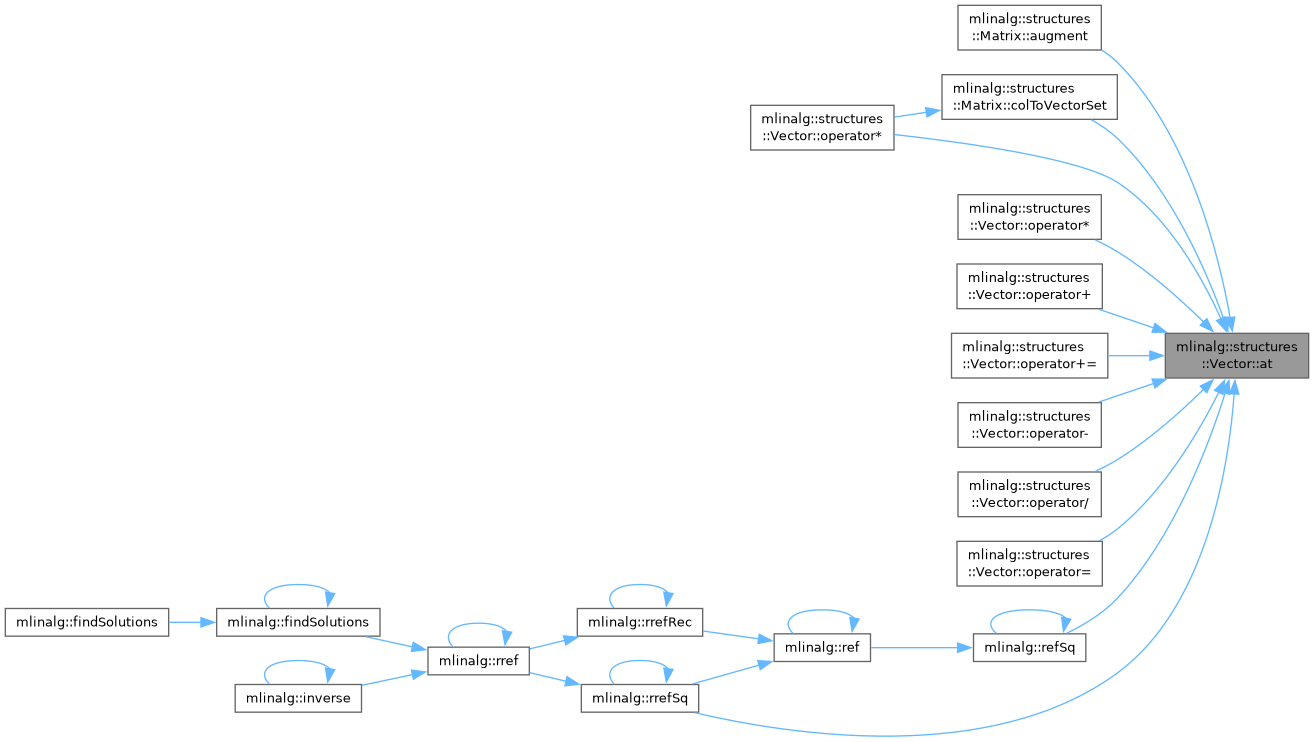 mlinalg::structures
::Matrix::augment
mlinalg::structures
::Matrix::colToVectorSet
mlinalg::structures
::Vector::operator*
mlinalg::structures
::Vector::operator*
mlinalg::structures
::Vector::operator+
mlinalg::structures
::Vector::at
mlinalg::structures
::Vector::operator+=
mlinalg::structures
::Vector::operator-
mlinalg::structures
::Vector::operator/
mlinalg::structures
::Vector::operator=
mlinalg::findSolutions
mlinalg::findSolutions
mlinalg::rrefRec
mlinalg::ref
mlinalg::refSq
mlinalg::rref
mlinalg::inverse
mlinalg::rrefSq